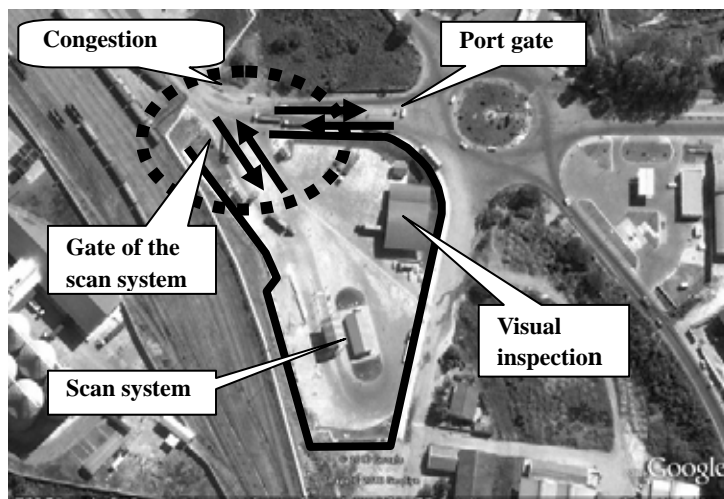 Congestion
Port gate
Gate of the
scan system
Visual
inspection
Scan system
Google